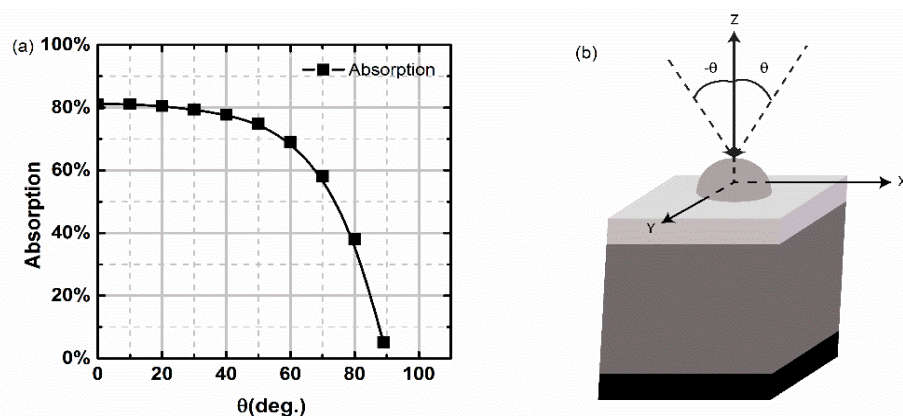 (a)
100%
80%
60%
40%
20%
0%
Absorption
Absorption
0 20 40 60 80 100
θ(deg.)
(b)
Z
-θ θ
X
Y